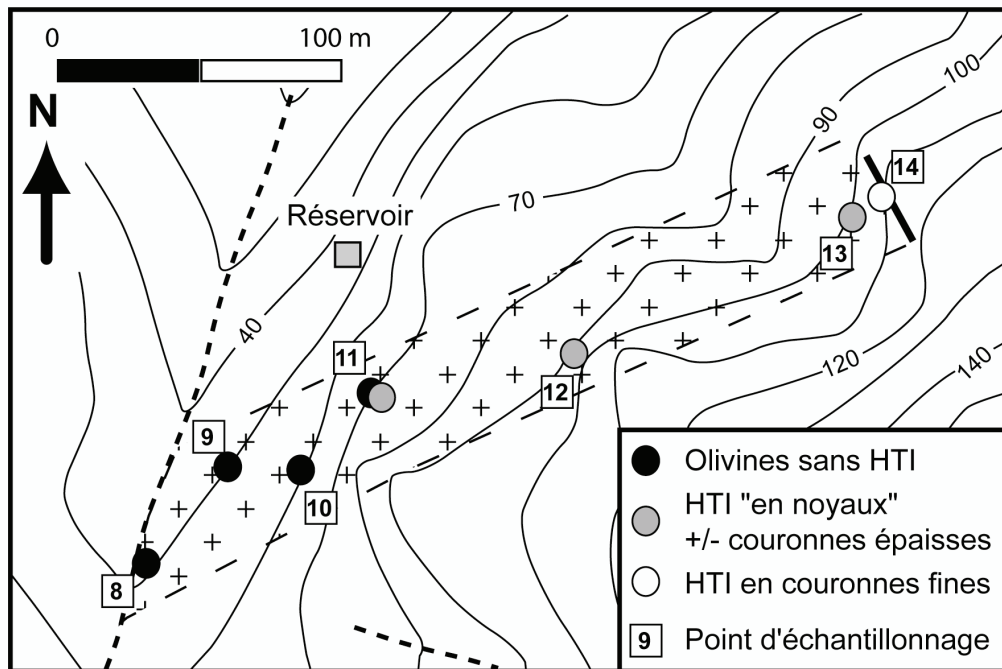 0 100 m
N
100
90
14
70
Réservoir
13
40
11
120
140
12
9
10
8
Olivines sans HTI
HTI "en noyaux"
+/- couronnes épaisses
HTI en couronnes fines
9 Point d'échantillonnage